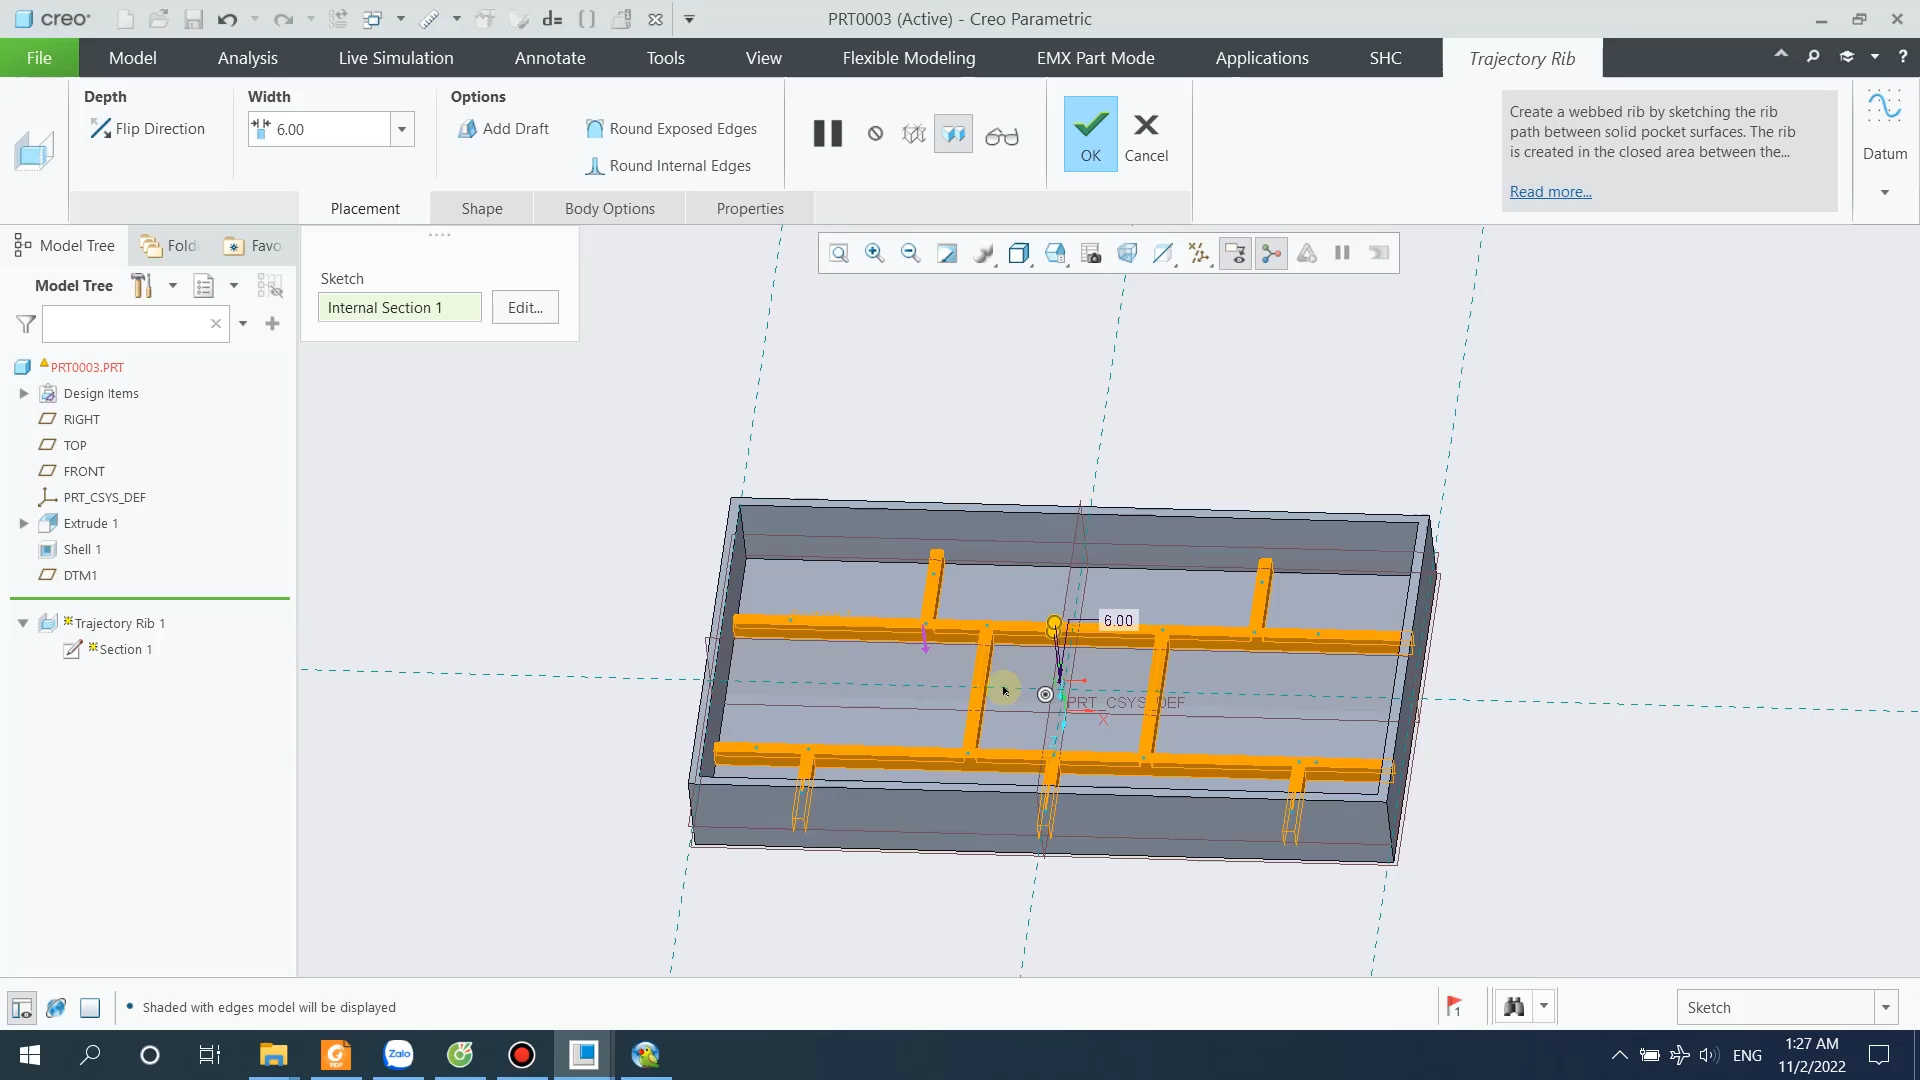 creo
d=
PRT0003 (Active) - Creo Parametric
File
Model
Analysis
Live Simulation
Annotate
Tools
View
Flexible Modeling
EMX Part Mode
Applications
SHC
Trajectory Rib
?
Depth
Flip Direction
Width
6.00
Options
Add Draft
Round Exposed Edges
Round Internal Edges
OK
Cancel
Create a webbed rib by sketching the rib
path between solid pocket surfaces. The rib
is created in the closed area between the...
Read more...
Datum
Placement
Shape
Body Options
Properties
Model Tree
Fold
Favo
Model Tree
Sketch
Internal Section 1
Edit...
PRT0003.PRT
Design Items
RIGHT
TOP
FRONT
PRT_CSYS_DEF
Extrude 1
Shell 1
DTM1
Trajectory Rib 1
Section 1
6.00
PRT_CSYS_DEF
X
Shaded with edges model will be displayed
1
Sketch
PDF
Zalo
ENG
1:27 AM
11/2/2022